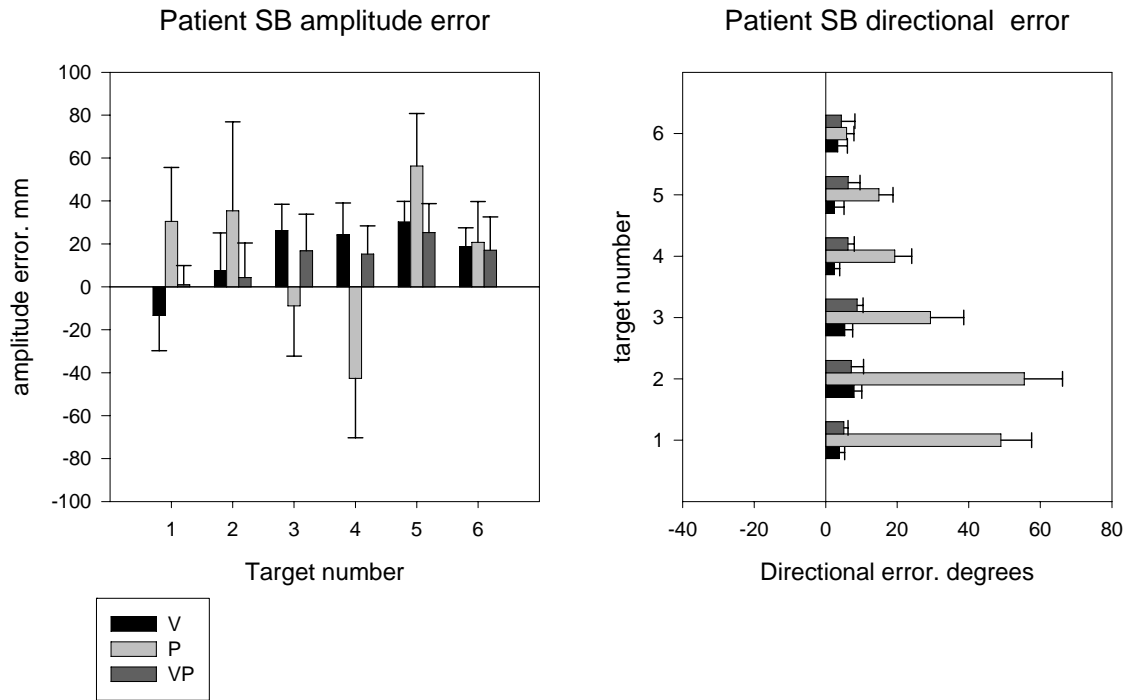 Patient SB amplitude error
100
80
60
40
20
0
-20
-40
-60
-80
-100
amplitude error. mm
1 2 3 4 5 6
Target number
V
P
VP
Patient SB directional  error
6
5
4
3
2
1
target number
-40 -20 0 20 40 60 80
Directional error. degrees